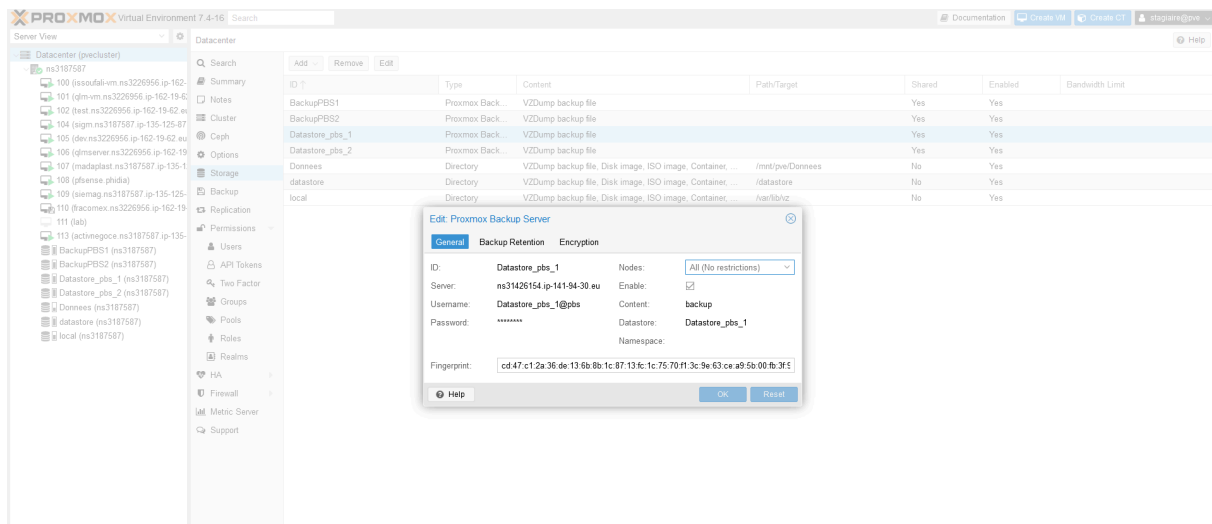 PROXMOX Virtual Environment 7.4-16 Search Documentation Create VM Create CT stagiaire@pve
Server View Datacenter Help
Datacenter (pvecluster)
ns3187587
100 (issoufali-vm.ns3226956.ip-162-
101 (qlm-vm.ns3226956.ip-162-19-62
102 (test.ns3226956.ip-162-19-62.eu
104 (sigm.ns3187587.ip-135-125-87
105 (dev.ns3226956.ip-162-19-62.eu
106 (qlmserver.ns3226956.ip-162-19
107 (madaplast.ns3187587.ip-135-1
108 (pfsense.phidia)
109 (siemag.ns3187587.ip-135-125-
110 (fracomex.ns3226956.ip-162-19-
111 (lab)
113 (activnegoce.ns3187587.ip-135-
BackupPBS1 (ns3187587)
BackupPBS2 (ns3187587)
Datastore_pbs_1 (ns3187587)
Datastore_pbs_2 (ns3187587)
Donnees (ns3187587)
datastore (ns3187587)
local (ns3187587)
Search
Summary
Notes
Cluster
Ceph
Options
Storage
Backup
Replication
Permissions
Users
API Tokens
Two Factor
Groups
Pools
Roles
Realms
HA
Firewall
Metric Server
Support
Add Remove Edit
ID Type Content Path/Target Shared Enabled Bandwidth Limit
BackupPBS1 Proxmox Back... VZDump backup file Yes Yes
BackupPBS2 Proxmox Back... VZDump backup file Yes Yes
Datastore_pbs_1 Proxmox Back... VZDump backup file Yes Yes
Datastore_pbs_2 Proxmox Back... VZDump backup file Yes Yes
Donnees Directory VZDump backup file, Disk image, ISO image, Container, ... /mnt/pve/Donnees No Yes
datastore Directory VZDump backup file, Disk image, ISO image, Container, ... /datastore No Yes
local Directory VZDump backup file, Disk image, ISO image, Container, ... /var/lib/vz No Yes
Edit: Proxmox Backup Server
General Backup Retention Encryption
ID: Datastore_pbs_1 Nodes: All (No restrictions)
Server: ns31426154.ip-141-94-30.eu Enable:
Username: Datastore_pbs_1@pbs Content: backup
Password: ******** Datastore: Datastore_pbs_1
Namespace:
Fingerprint: cd:47:c1:2a:36:de:13:6b:8b:1c:87:13:fc:1c:75:70:f1:3c:9e:63:ce:a9:5b:00:fb:3f:
Help OK Reset